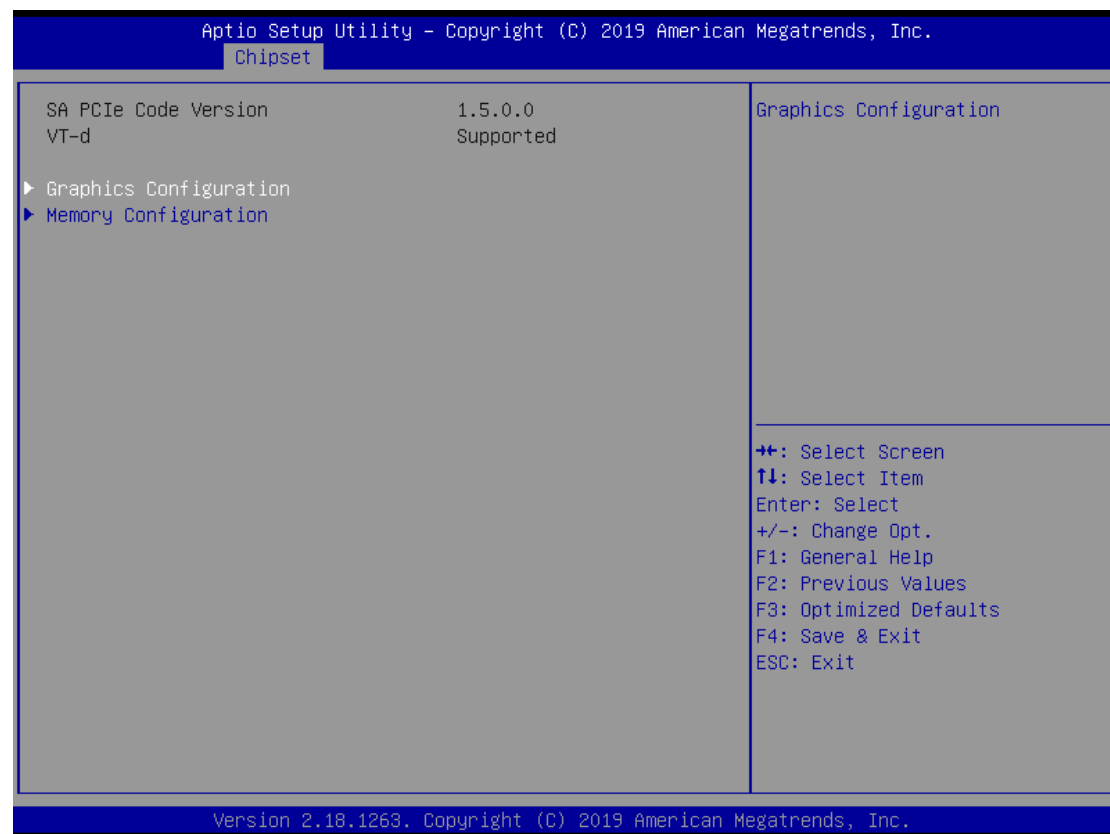 Aptio Setup Utility – Copyright (C) 2019 American Megatrends, Inc.
Chipset
SA PCIe Code Version 1.5.0.0
VT-d Supported
▶ Graphics Configuration
▶ Memory Configuration
Graphics Configuration
→←: Select Screen
↑↓: Select Item
Enter: Select
+/-: Change Opt.
F1: General Help
F2: Previous Values
F3: Optimized Defaults
F4: Save & Exit
ESC: Exit
Version 2.18.1263. Copyright (C) 2019 American Megatrends, Inc.